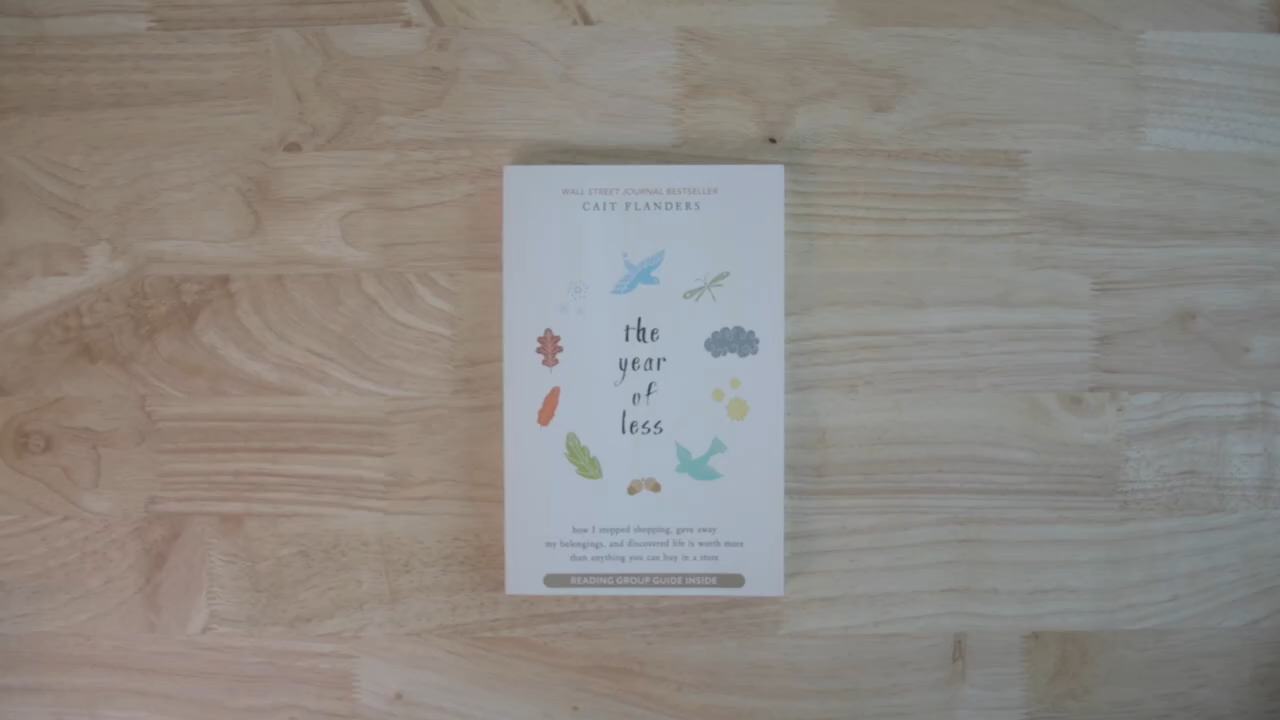 WALL STREET JOURNAL BESTSELLER
CAIT FLANDERS
the
year
of
less
how I stopped shopping, gave away
my belongings, and discovered life is worth more
than anything you can buy in a store
READING GROUP GUIDE INSIDE